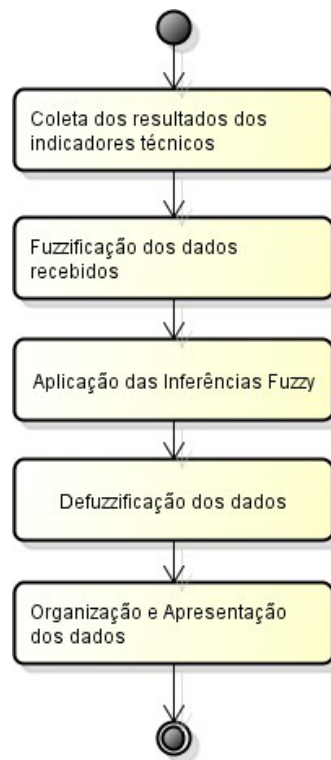 Coleta dos resultados dos
indicadores técnicos
Fuzzificação dos dados
recebidos
Aplicação das Inferências Fuzzy
Defuzzificação dos dados
Organização e Apresentação
dos dados